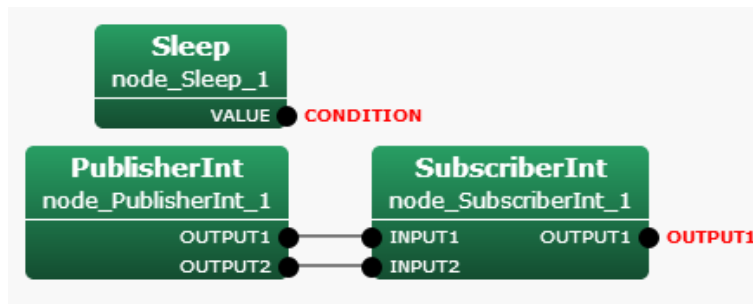 Sleep
node_Sleep_1
VALUE CONDITION
PublisherInt
node_PublisherInt_1
OUTPUT1
OUTPUT2
SubscriberInt
node_SubscriberInt_1
INPUT1 OUTPUT1 OUTPUT1
INPUT2